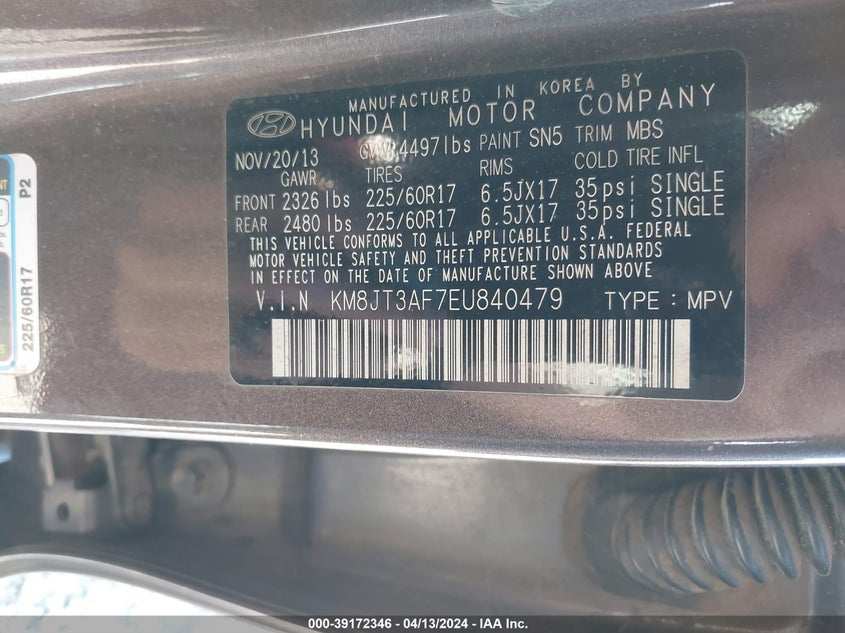 MANUFACTURED IN KOREA BY
HYUNDAI MOTOR COMPANY
NOV/20/13 GVWR4497lbs PAINT SN5 TRIM MBS
GAWR TIRES RIMS COLD TIRE INFL
FRONT 2326 lbs 225/60R17 6.5JX17 35psi SINGLE
REAR 2480 lbs 225/60R17 6.5JX17 35psi SINGLE
THIS VEHICLE CONFORMS TO ALL APPLICABLE U.S.A. FEDERAL
MOTOR VEHICLE SAFETY AND THEFT PREVENTION STANDARDS
IN EFFECT ON THE DATE OF MANUFACTURE SHOWN ABOVE
V.I.N KM8JT3AF7EU840479 TYPE : MPV
P2
225/60R17
000-39172346 - 04/13/2024 - IAA Inc.